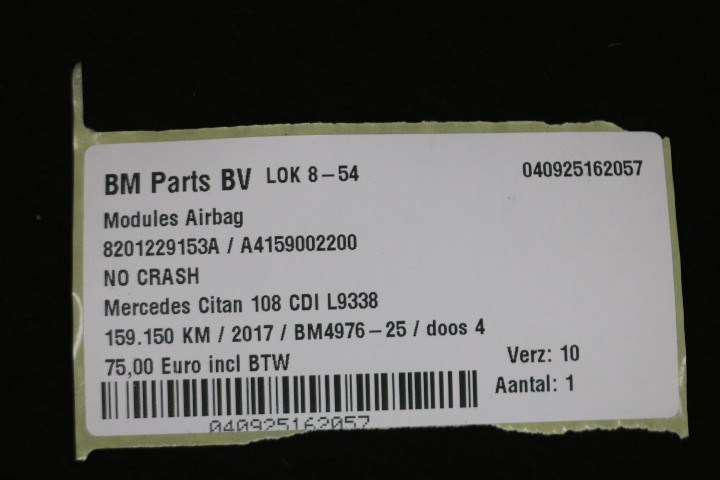 BM Parts BV LOK 8-54 040925162057
Modules Airbag
8201229153A / A4159002200
NO CRASH
Mercedes Citan 108 CDI L9338
159.150 KM / 2017 / BM4976-25 / doos 4
75,00 Euro incl BTW Verz: 10
Aantal: 1
040925162057